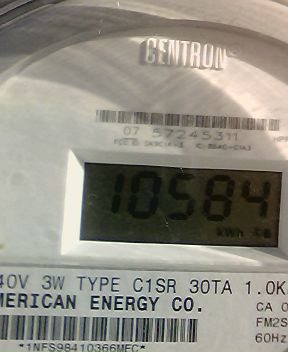 CENTRON
07 57245311
10584
kWh
40V 3W TYPE C1SR 30TA 1.0K
MERICAN ENERGY CO.
CA 0
FM2S
60Hz
*1NFS98410366MEC*